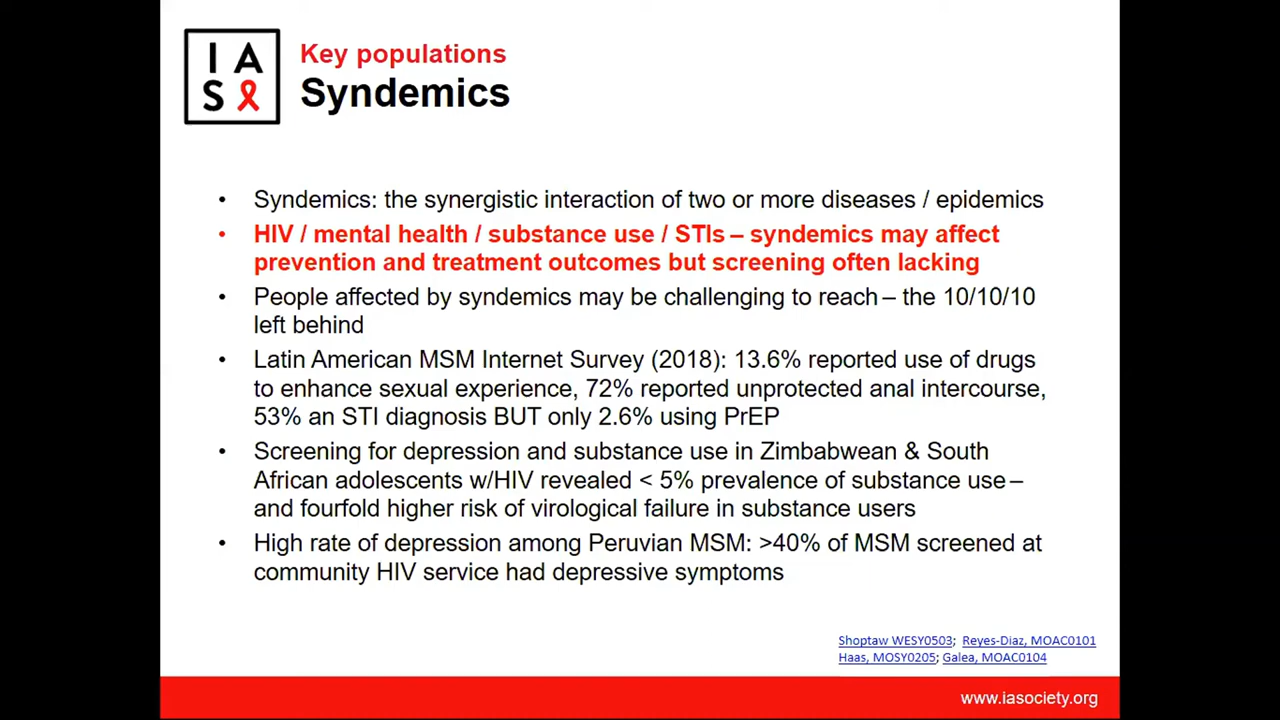 IAS
Key populations
Syndemics
• Syndemics: the synergistic interaction of two or more diseases / epidemics
• HIV / mental health / substance use / STIs – syndemics may affect
prevention and treatment outcomes but screening often lacking
• People affected by syndemics may be challenging to reach – the 10/10/10
left behind
• Latin American MSM Internet Survey (2018): 13.6% reported use of drugs
to enhance sexual experience, 72% reported unprotected anal intercourse,
53% an STI diagnosis BUT only 2.6% using PrEP
• Screening for depression and substance use in Zimbabwean & South
African adolescents w/HIV revealed < 5% prevalence of substance use –
and fourfold higher risk of virological failure in substance users
• High rate of depression among Peruvian MSM: >40% of MSM screened at
community HIV service had depressive symptoms
Shoptaw WESY0503; Reyes-Diaz, MOAC0101
Haas, MOSY0205; Galea, MOAC0104
www.iasociety.org